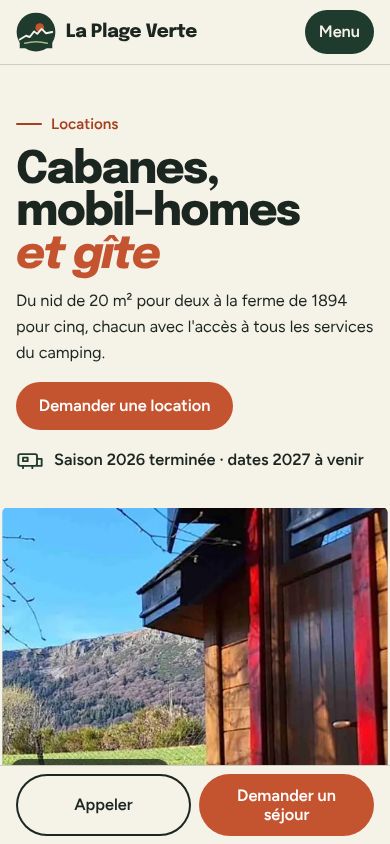 La Plage Verte
Menu
Locations
Cabanes,
mobil-homes
et gîte
Du nid de 20 m² pour deux à la ferme de 1894
pour cinq, chacun avec l'accès à tous les services
du camping.
Demander une location
Saison 2026 terminée · dates 2027 à venir
Appeler
Demander un
séjour